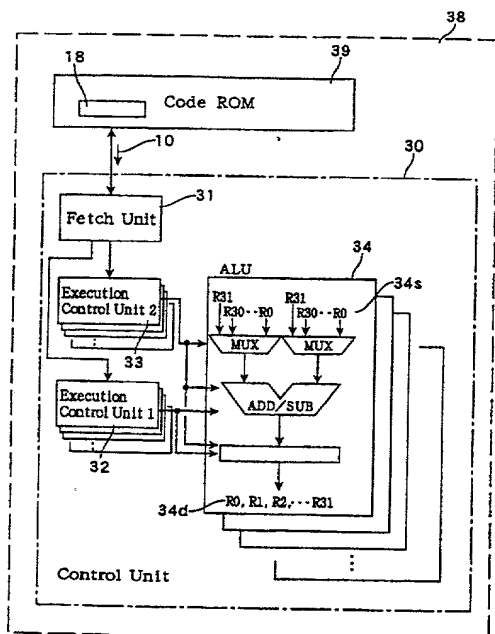 38
39
18
Code ROM
10
30
31
Fetch Unit
34
ALU
34s
R31 R31
R30··R0 R30··R0
Execution
Control Unit 2
33
MUX MUX
Execution
Control Unit 1
32
ADD/SUB
34d R0, R1, R2, ··· R31
Control Unit